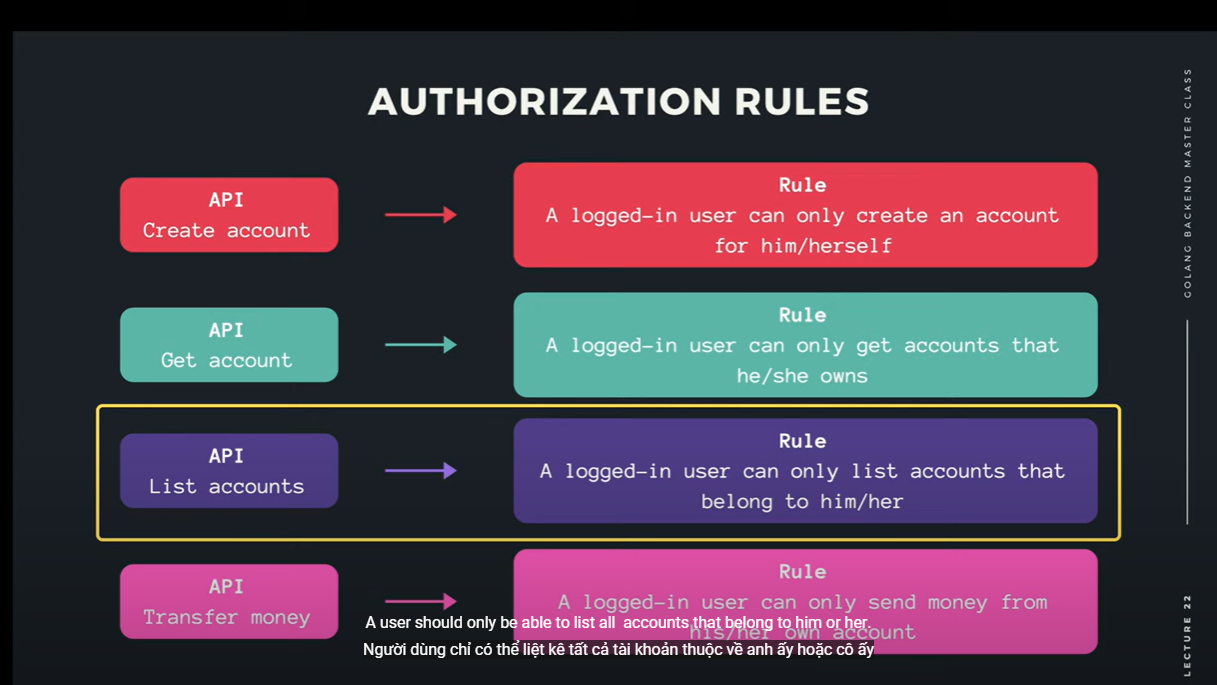 AUTHORIZATION RULES
API
Create account
Rule
A logged-in user can only create an account
for him/herself
API
Get account
Rule
A logged-in user can only get accounts that
he/she owns
API
List accounts
Rule
A logged-in user can only list accounts that
belong to him/her
API
Transfer money
Rule
A logged-in user can only send money from
his/her own account
A user should only be able to list all accounts that belong to him or her.
Người dùng chỉ có thể liệt kê tất cả tài khoản thuộc về anh ấy hoặc cô ấy
GOLANG BACKEND MASTER CLASS
LECTURE 22